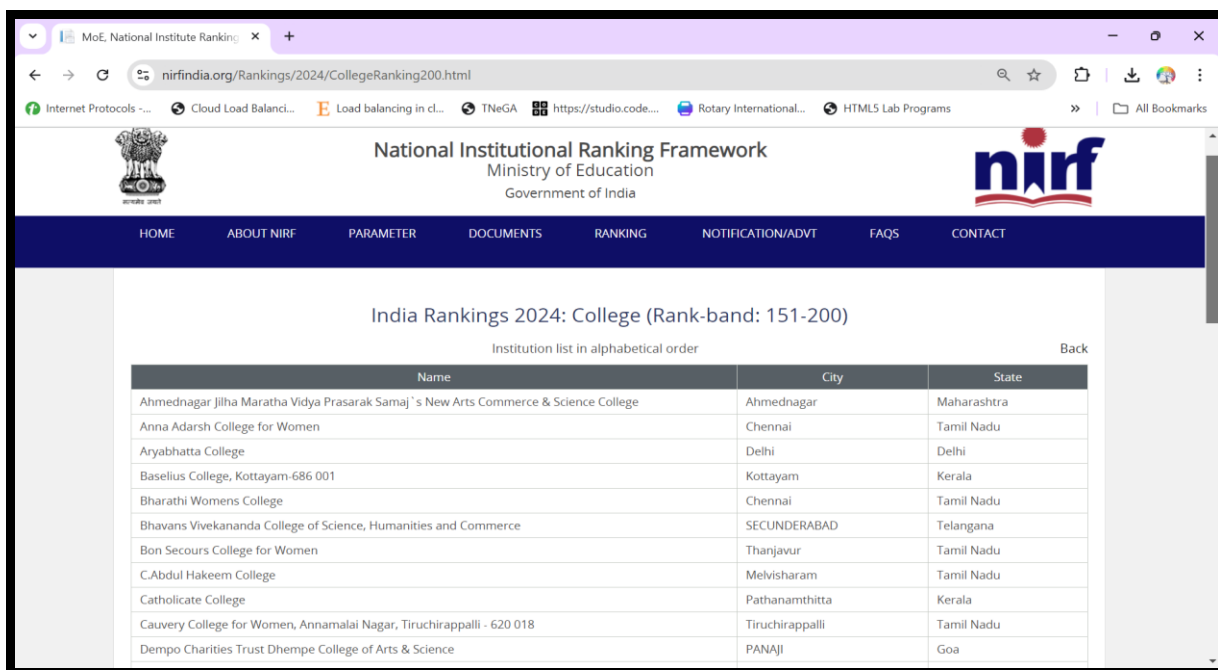 MoE, National Institute Ranking
nirfindia.org/Rankings/2024/CollegeRanking200.html
Internet Protocols -... Cloud Load Balanci... Load balancing in cl... TNeGA https://studio.code.... Rotary International... HTML5 Lab Programs » All Bookmarks
National Institutional Ranking Framework
Ministry of Education
Government of India
सत्यमेव जयते
nirf
HOME ABOUT NIRF PARAMETER DOCUMENTS RANKING NOTIFICATION/ADVT FAQS CONTACT
India Rankings 2024: College (Rank-band: 151-200)
Institution list in alphabetical order Back
Name City State
Ahmednagar Jilha Maratha Vidya Prasarak Samaj`s New Arts Commerce & Science College Ahmednagar Maharashtra
Anna Adarsh College for Women Chennai Tamil Nadu
Aryabhatta College Delhi Delhi
Baselius College, Kottayam-686 001 Kottayam Kerala
Bharathi Womens College Chennai Tamil Nadu
Bhavans Vivekananda College of Science, Humanities and Commerce SECUNDERABAD Telangana
Bon Secours College for Women Thanjavur Tamil Nadu
C.Abdul Hakeem College Melvisharam Tamil Nadu
Catholicate College Pathanamthitta Kerala
Cauvery College for Women, Annamalai Nagar, Tiruchirappalli - 620 018 Tiruchirappalli Tamil Nadu
Dempo Charities Trust Dhempe College of Arts & Science PANAJI Goa